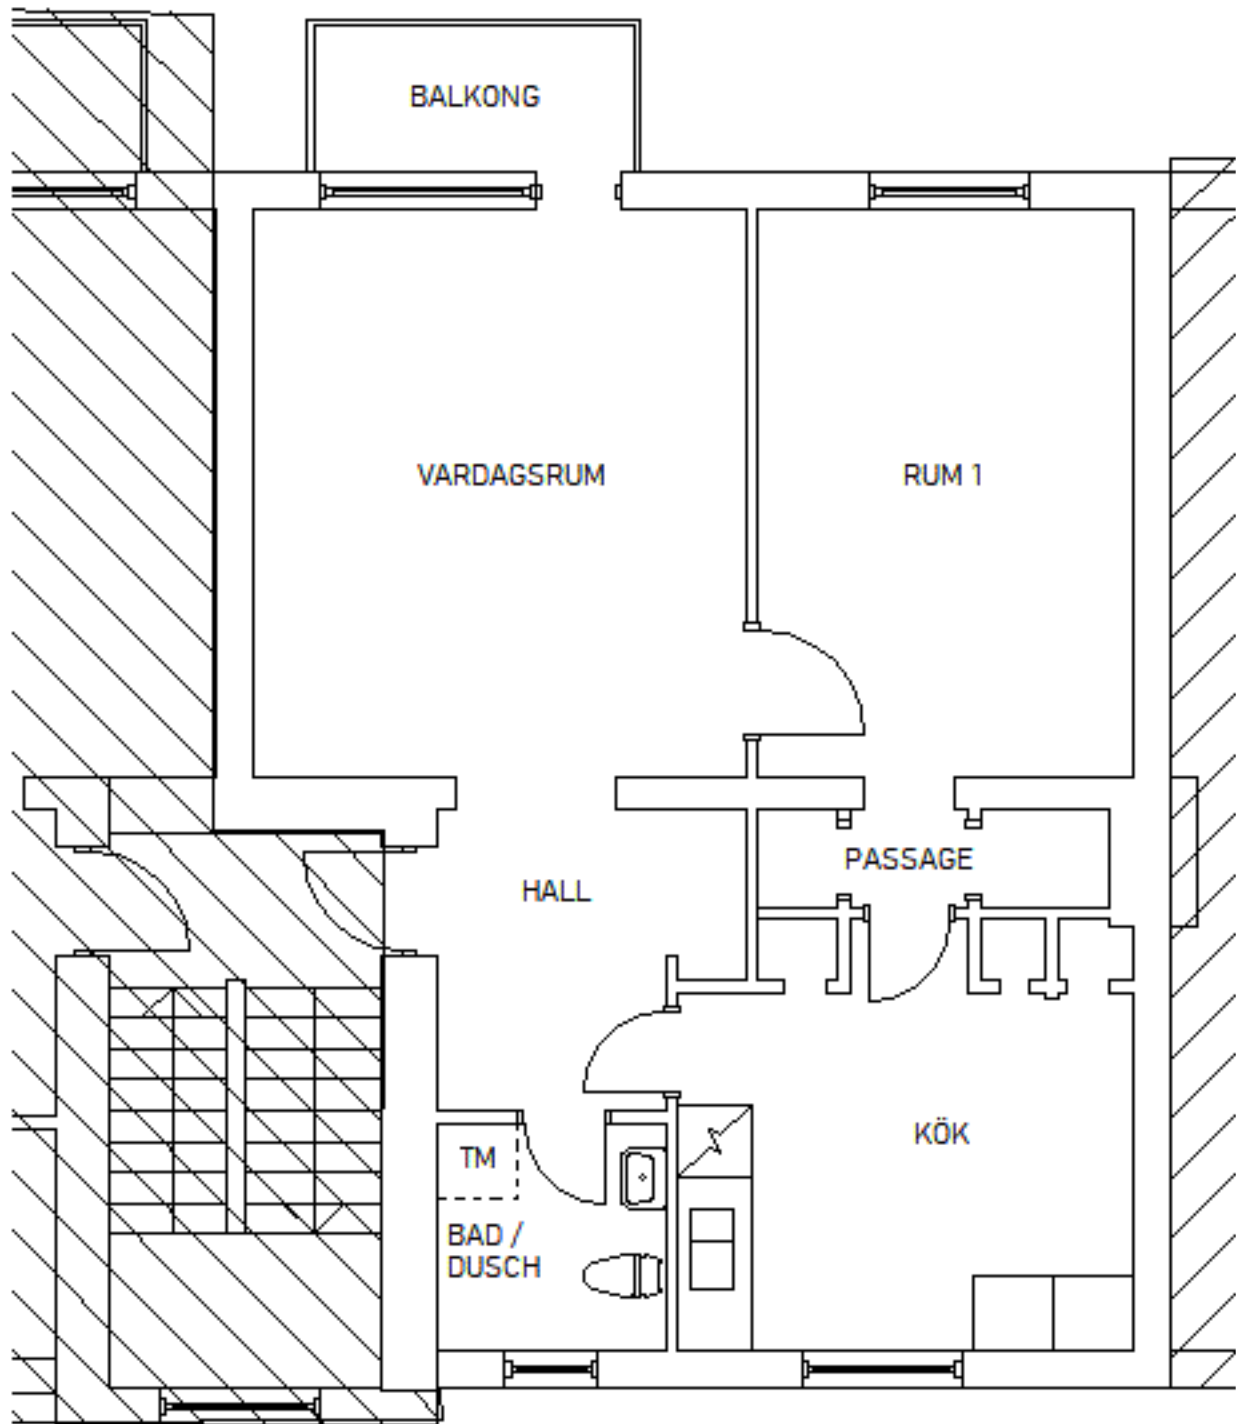 BALKONG
VARDAGSRUM
RUM 1
PASSAGE
HALL
KÖK
TM
BAD /
DUSCH